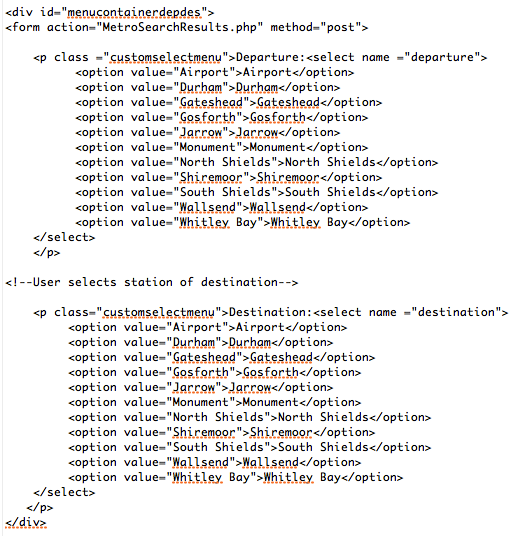 <div id="menucontainerdepdes">
<form action="MetroSearchResults.php" method="post">
<p class ="customselectmenu">Departure:<select name ="departure">
<option value="Airport">Airport</option>
<option value="Durham">Durham</option>
<option value="Gateshead">Gateshead</option>
<option value="Gosforth">Gosforth</option>
<option value="Jarrow">Jarrow</option>
<option value="Monument">Monument</option>
<option value="North Shields">North Shields</option>
<option value="Shiremoor">Shiremoor</option>
<option value="South Shields">South Shields</option>
<option value="Wallsend">Wallsend</option>
<option value="Whitley Bay">Whitley Bay</option>
</select>
</p>
<!--User selects station of destination-->
<p class="customselectmenu">Destination:<select name ="destination">
<option value="Airport">Airport</option>
<option value="Durham">Durham</option>
<option value="Gateshead">Gateshead</option>
<option value="Gosforth">Gosforth</option>
<option value="Jarrow">Jarrow</option>
<option value="Monument">Monument</option>
<option value="North Shields">North Shields</option>
<option value="Shiremoor">Shiremoor</option>
<option value="South Shields">South Shields</option>
<option value="Wallsend">Wallsend</option>
<option value="Whitley Bay">Whitley Bay</option>
</select>
</p>
</div>